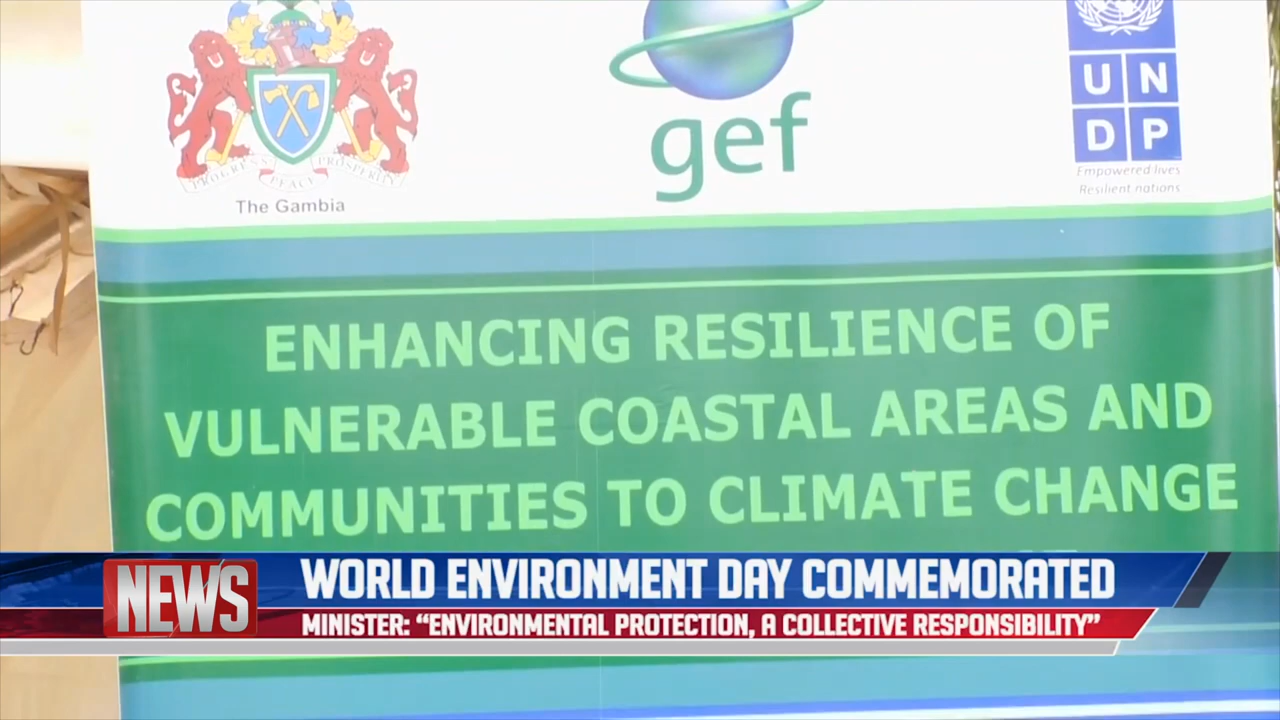 PROGRESS PEACE PROSPERITY
The Gambia
gef
U N
D P
Empowered lives
Resilient nations
ENHANCING RESILIENCE OF
VULNERABLE COASTAL AREAS AND
COMMUNITIES TO CLIMATE CHANGE
NEWS
WORLD ENVIRONMENT DAY COMMEMORATED
MINISTER: “ENVIRONMENTAL PROTECTION, A COLLECTIVE RESPONSIBILITY”